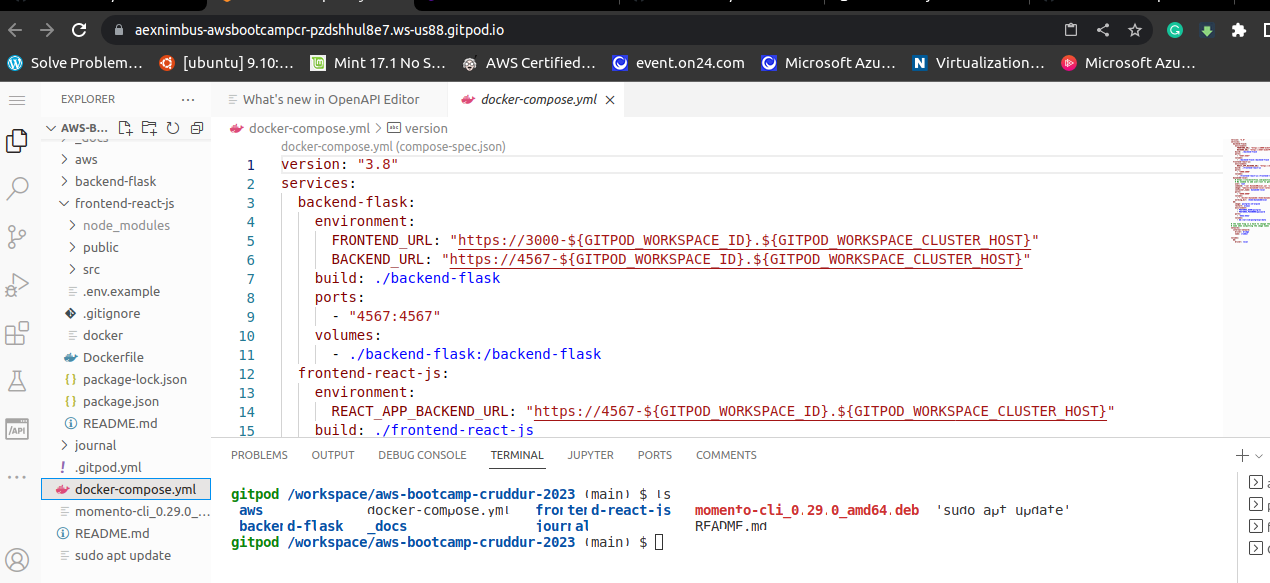 aexnimbus-awsbootcampcr-pzdshhul8e7.ws-us88.gitpod.io
Solve Problem... [ubuntu] 9.10:... Mint 17.1 No S... AWS Certified... event.on24.com Microsoft Azu... Virtualization... Microsoft Azu...
EXPLORER ...
AWS-B...
_docs
aws
backend-flask
frontend-react-js
node_modules
public
src
.env.example
.gitignore
docker
Dockerfile
package-lock.json
package.json
README.md
journal
.gitpod.yml
docker-compose.yml
momento-cli_0.29.0_...
README.md
sudo apt update
What's new in OpenAPI Editor docker-compose.yml
docker-compose.yml > version
docker-compose.yml (compose-spec.json)
1 version: "3.8"
2 services:
3 backend-flask:
4 environment:
5 FRONTEND_URL: "https://3000-${GITPOD_WORKSPACE_ID}.${GITPOD_WORKSPACE_CLUSTER_HOST}"
6 BACKEND_URL: "https://4567-${GITPOD_WORKSPACE_ID}.${GITPOD_WORKSPACE_CLUSTER_HOST}"
7 build: ./backend-flask
8 ports:
9 - "4567:4567"
10 volumes:
11 - ./backend-flask:/backend-flask
12 frontend-react-js:
13 environment:
14 REACT_APP_BACKEND_URL: "https://4567-${GITPOD_WORKSPACE_ID}.${GITPOD_WORKSPACE_CLUSTER_HOST}"
15 build: ./frontend-react-js
PROBLEMS OUTPUT DEBUG CONSOLE TERMINAL JUPYTER PORTS COMMENTS
gitpod /workspace/aws-bootcamp-cruddur-2023 (main) $ ls
aws docker-compose.yml frontend-react-js momento-cli_0.29.0_amd64.deb 'sudo apt update'
backend-flask _docs journal README.md
gitpod /workspace/aws-bootcamp-cruddur-2023 (main) $